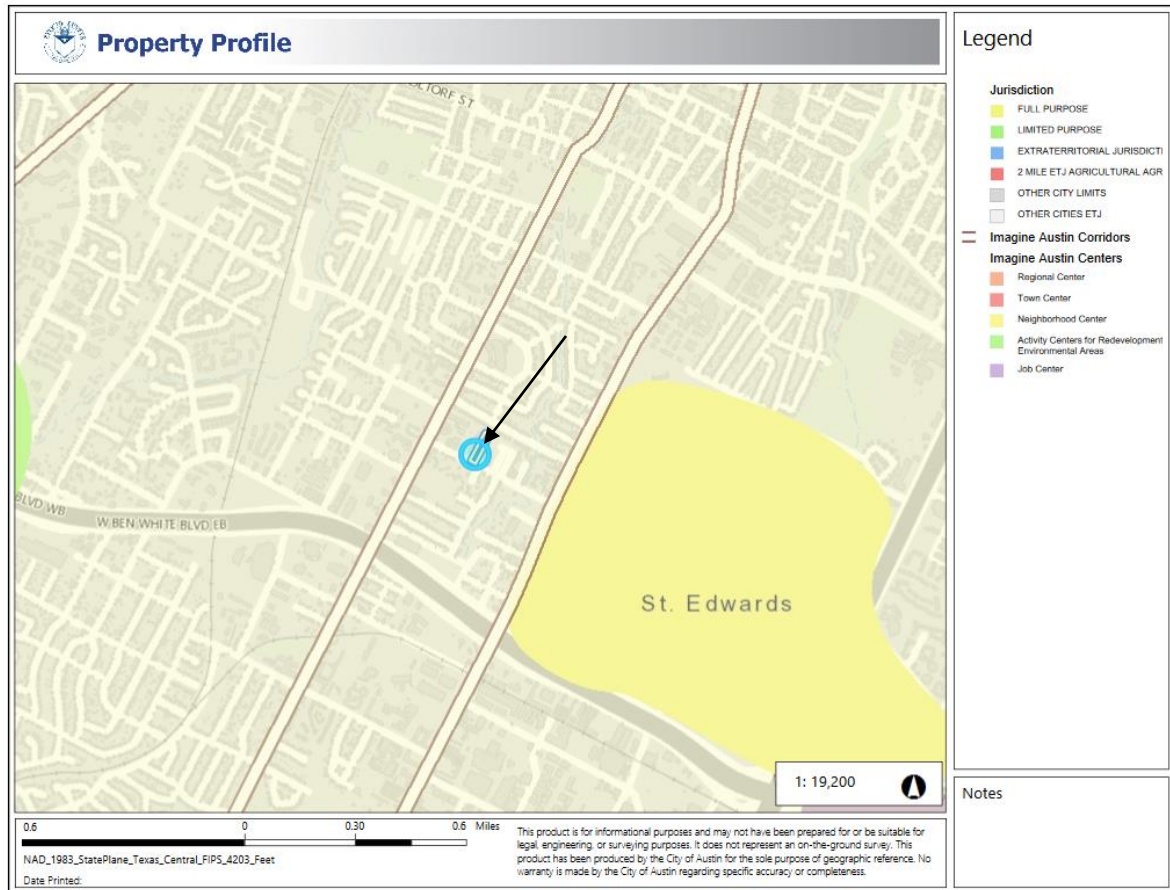 Property Profile
OLTORF ST
BLVD WB
W BEN WHITE BLVD EB
St. Edwards
1: 19,200
Legend
Jurisdiction
FULL PURPOSE
LIMITED PURPOSE
EXTRATERRITORIAL JURISDICTI
2 MILE ETJ AGRICULTURAL AGR
OTHER CITY LIMITS
OTHER CITIES ETJ
Imagine Austin Corridors
Imagine Austin Centers
Regional Center
Town Center
Neighborhood Center
Activity Centers for Redevelopment
Environmental Areas
Job Center
Notes
0.6 0 0.30 0.6 Miles
NAD_1983_StatePlane_Texas_Central_FIPS_4203_Feet
Date Printed:
This product is for informational purposes and may not have been prepared for or be suitable for
legal, engineering, or surveying purposes. It does not represent an on-the-ground survey. This
product has been produced by the City of Austin for the sole purpose of geographic reference. No
warranty is made by the City of Austin regarding specific accuracy or completeness.